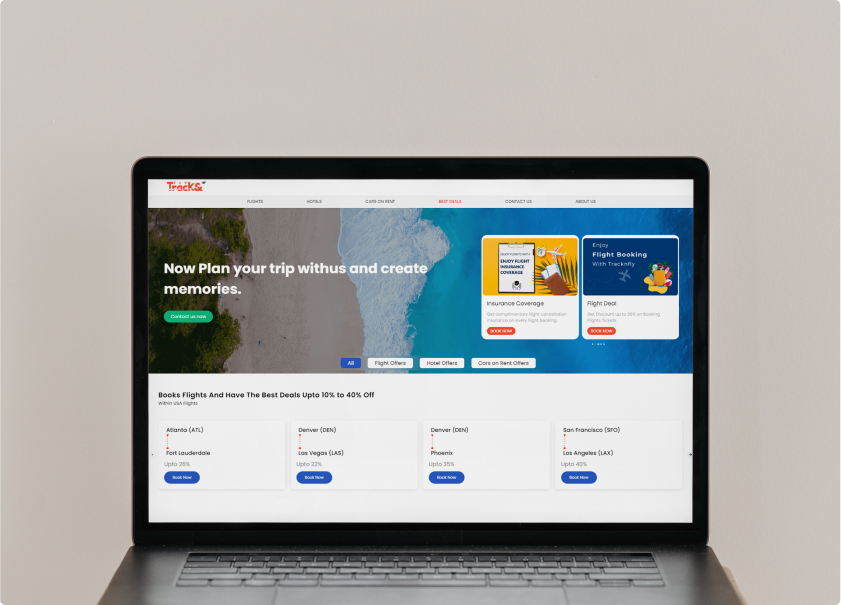 Track&
FLIGHTS HOTELS CARS ON RENT BEST DEALS CONTACT US ABOUT US
Now Plan your trip withus and create
memories.
Contact us now
ENJOY FLIGHT
INSURANCE
COVERAGE
Insurance Coverage
Get complimentary flight cancellation
insurance on every flight booking.
BOOK NOW
Enjoy
Flight Booking
With Tracknfly
Flight Deal
Get Discount up to 35% on Booking
Flights Tickets.
BOOK NOW
All Flight Offers Hotel Offers Cars on Rent Offers
Books Flights And Have The Best Deals Upto 10% to 40% Off
Within USA Flights
Atlanta (ATL)
Fort Lauderdale
Upto 26%
Book Now
Denver (DEN)
Las Vegas (LAS)
Upto 22%
Book Now
Denver (DEN)
Phoenix
Upto 35%
Book Now
San Francisco (SFO)
Los Angeles (LAX)
Upto 40%
Book Now